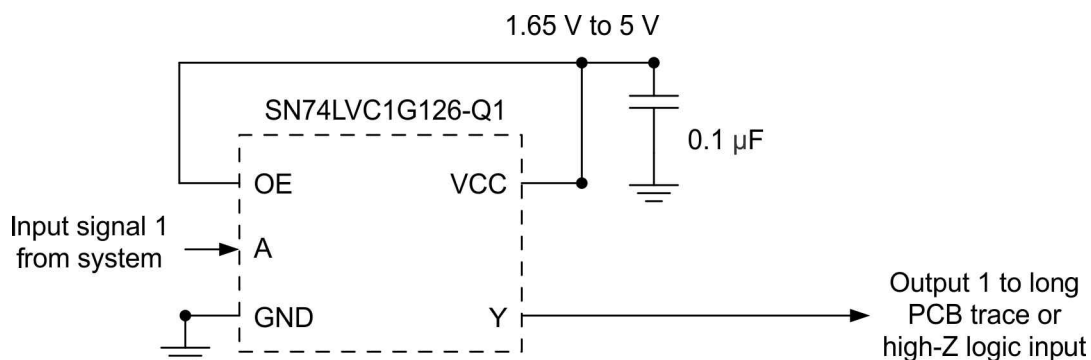 1.65 V to 5 V
SN74LVC1G126-Q1
0.1 µF
OE
VCC
Input signal 1
from system
A
GND
Y
Output 1 to long
PCB trace or
high-Z logic input